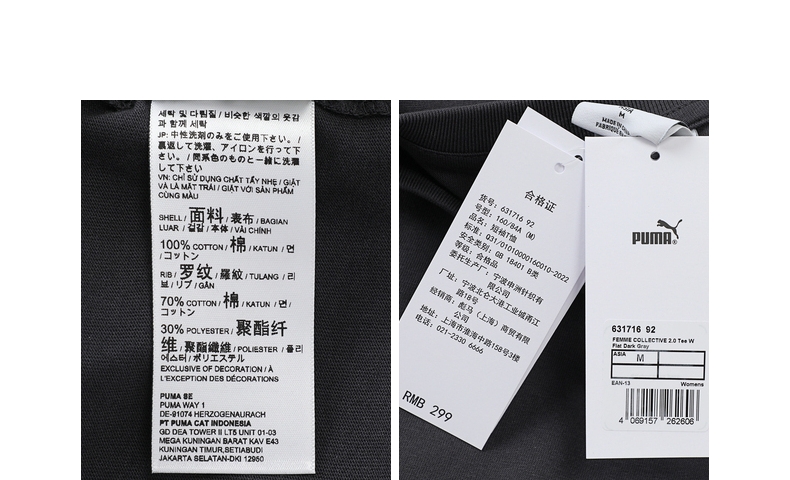 세탁 및 다림질 / 비슷한 색깔의 옷감
과 함께 세탁
JP: 中性洗剤のみをご使用下さい。/
裏返して洗濯、アイロンを行って下
さい。/ 同系色のものと一緒に洗濯
して下さい
VN: CHỈ SỬ DỤNG CHẤT TẨY NHẸ / GIẶT
VÀ LÀ MẶT TRÁI / GIẶT VỚI SẢN PHẨM
CÙNG MÀU
SHELL / 面料 / 表布 / BAGIAN
LUAR / 겉감 / 本体 / VẢI CHÍNH
100% COTTON / 棉 / KATUN / 면
/ コットン
RIB / 罗纹 / 羅紋 / TULANG / 리
브 / リブ / GÂN
70% COTTON / 棉 / KATUN / 면 /
コットン
30% POLYESTER / 聚酯纤
维 / 聚酯纖維 / POLIESTER / 폴리
에스터 / ポリエステル
EXCLUSIVE OF DECORATION / À
L'EXCEPTION DES DÉCORATIONS
PUMA SE
PUMA WAY 1
DE-91074 HERZOGENAURACH
PT PUMA CAT INDONESIA
GD DEA TOWER II LT5 UNIT 01-03
MEGA KUNINGAN BARAT KAV E43
KUNINGAN TIMUR,SETIABUDI
JAKARTA SELATAN-DKI 12950
合格证
货号: 631716 92
号型: 160/84A (M)
品名: 短袖T恤
标准: Q31/0101000016C010-2022
安全类别: GB 18401 B类
等级: 合格品
委托生产厂: 宁波申洲针织有
限公司
厂址: 宁波北仑大港工业城甬江
路18号
经销商: 彪马（上海）商贸有限
公司
地址: 上海市淮海中路158号3楼
电话: 021-2330 6666
RMB 299
M
MADE IN
PUMA®
631716 92
FEMME COLLECTIVE 2.0 Tee W
Flat Dark Gray
ASIA
M
EAN-13 Womens
4 069157 262606